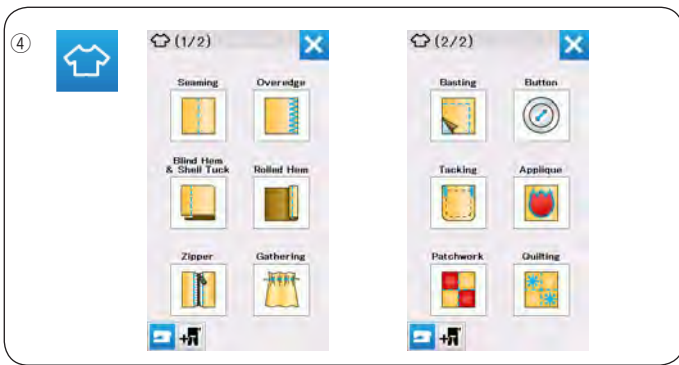 ④
(1/2)
Seaming Overedge
Blind Hem
& Shell Tuck
Rolled Hem
Zipper Gathering
(2/2)
Basting Button
Tacking Applique
Patchwork Quilting